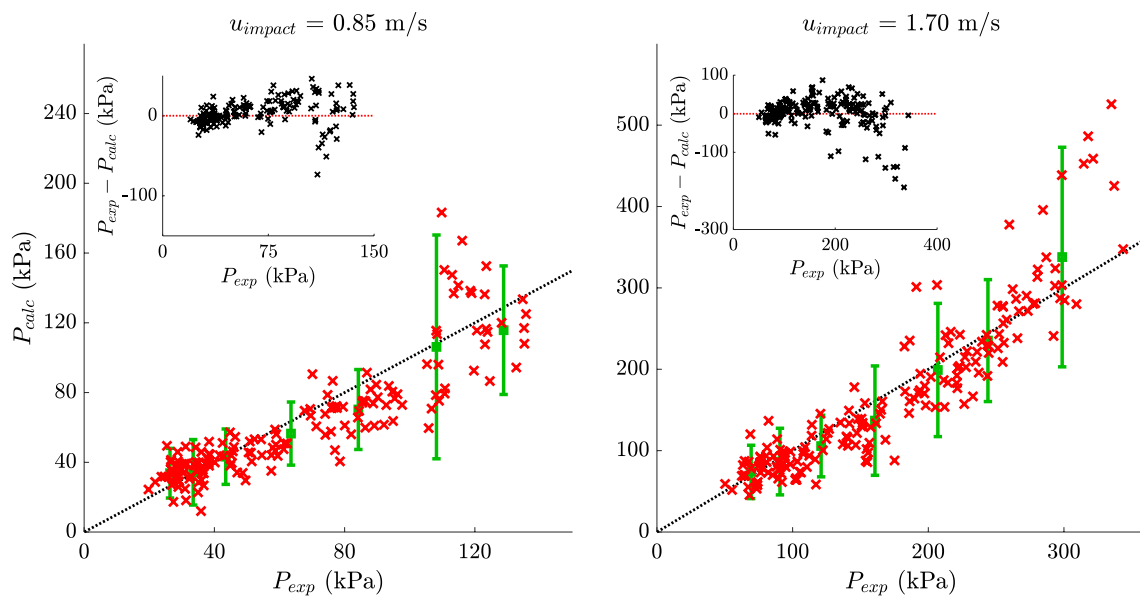 u_impact = 0.85 m/s
P_calc (kPa)
240
200
160
120
80
40
0
0 40 80 120
P_exp (kPa)
P_exp − P_calc (kPa)
0
-100
0 75 150
P_exp (kPa)
u_impact = 1.70 m/s
500
400
300
200
100
0
0 100 200 300
P_exp (kPa)
P_exp − P_calc (kPa)
100
0
-100
-300
0 200 400
P_exp (kPa)